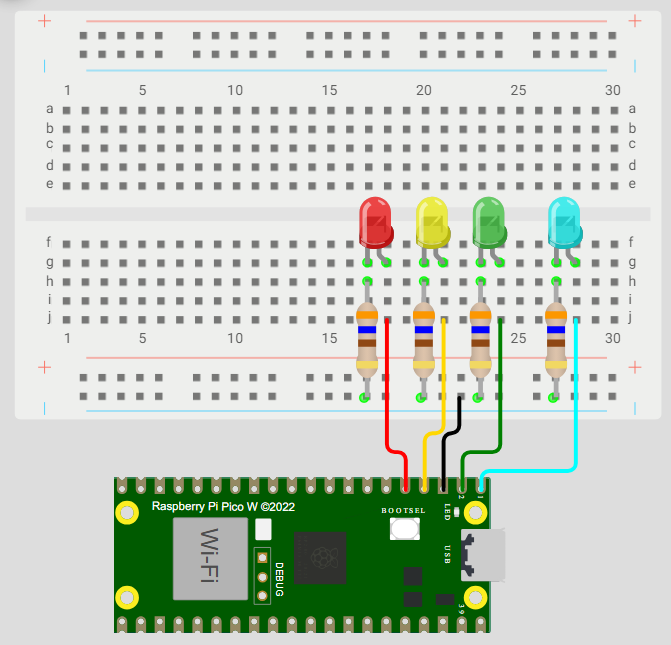 1 5 10 15 20 25 30
a a
b b
c c
d d
e e
f f
g g
h h
i i
j j
1 5 10 15 25 30
Raspberry Pi Pico W ©2022
BOOTSEL
LED
2
1
Wi-Fi
DEBUG
USB
39